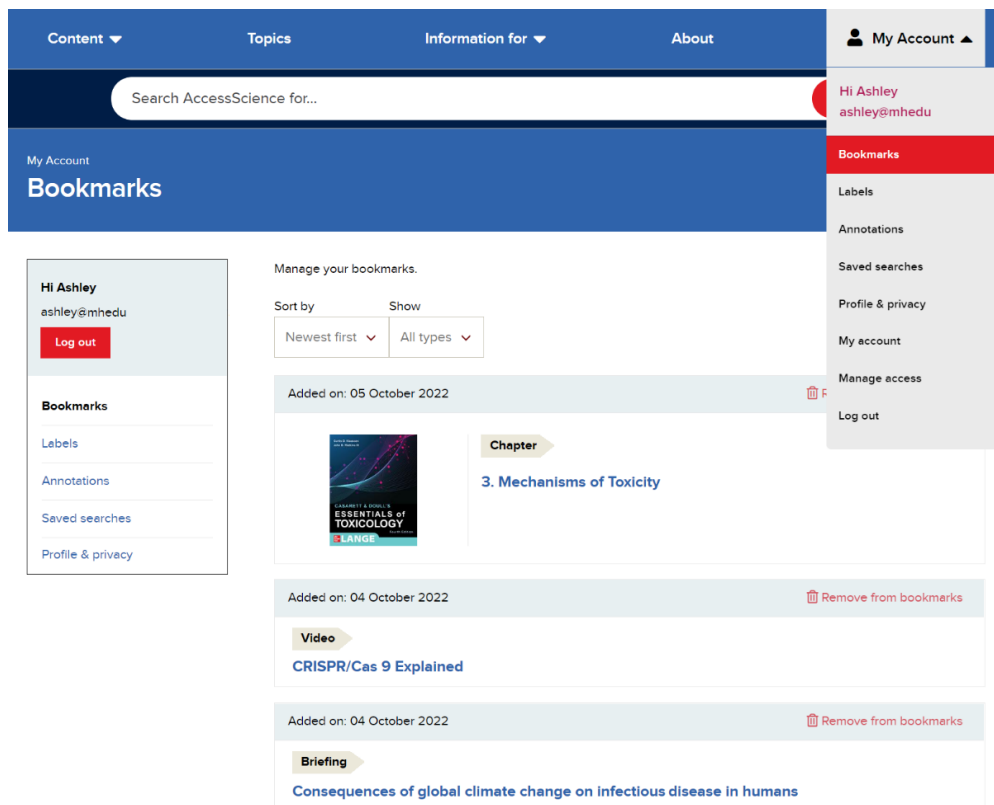 Content
Topics
Information for
About
My Account
Search AccessScience for...
Hi Ashley
ashley@mhedu
Bookmarks
Labels
Annotations
Saved searches
Profile & privacy
My account
Manage access
Log out
My Account
Bookmarks
Hi Ashley
ashley@mhedu
Log out
Bookmarks
Labels
Annotations
Saved searches
Profile & privacy
Manage your bookmarks.
Sort by
Show
Newest first
All types
Added on: 05 October 2022
R
CASARETT & DOULL'S
ESSENTIALS of
TOXICOLOGY
LANGE
Chapter
3. Mechanisms of Toxicity
Added on: 04 October 2022
Remove from bookmarks
Video
CRISPR/Cas 9 Explained
Added on: 04 October 2022
Remove from bookmarks
Briefing
Consequences of global climate change on infectious disease in humans